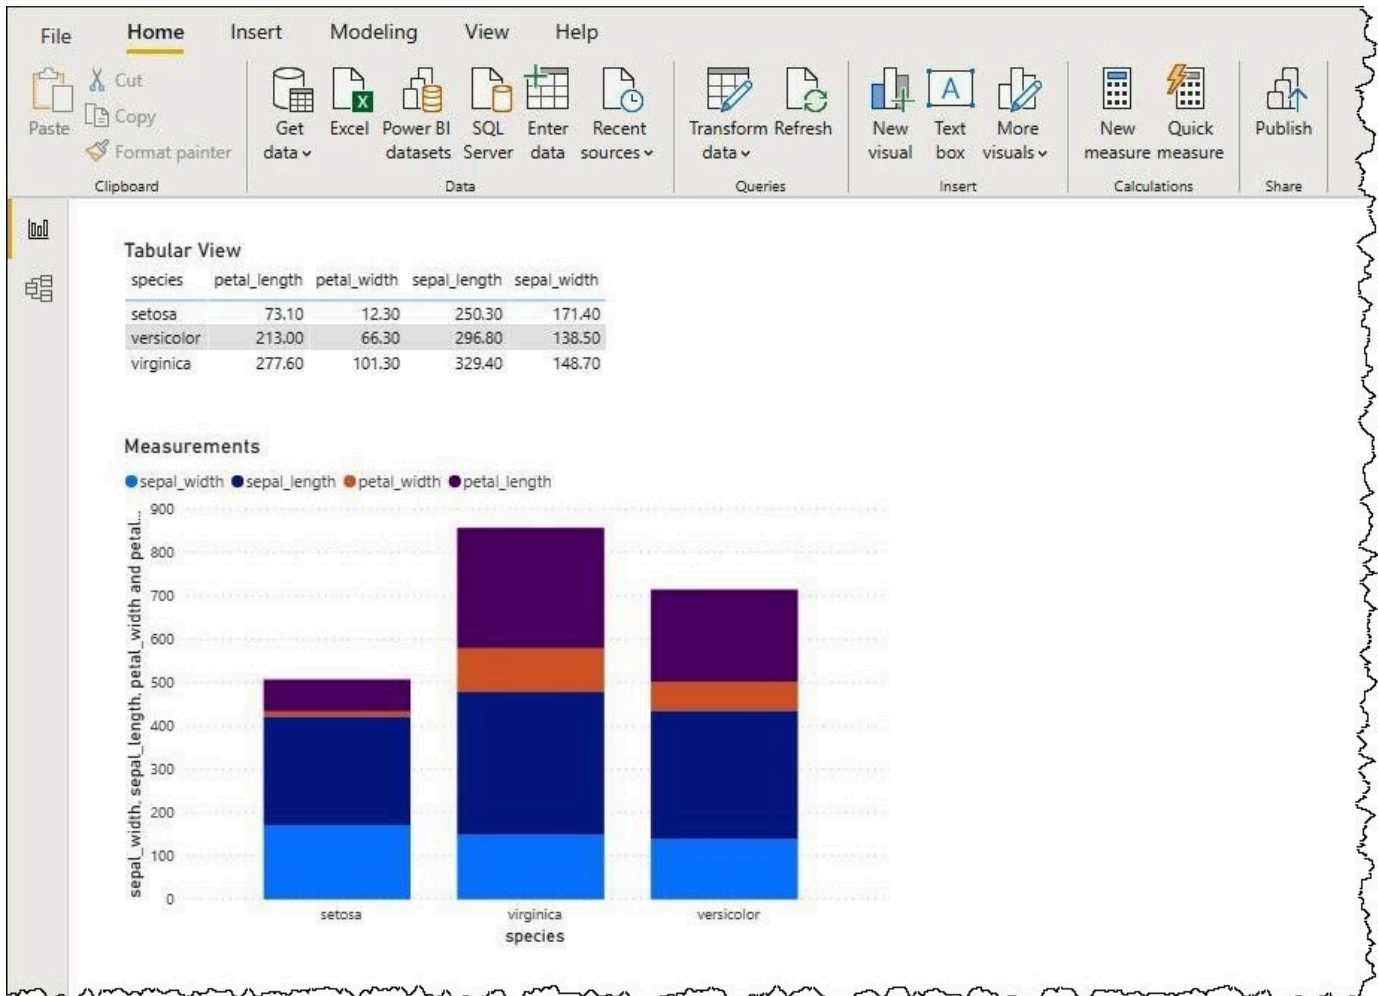 File Home Insert Modeling View Help
Paste
Cut
Copy
Format painter
Clipboard
Get data
Excel
Power BI datasets
SQL Server
Enter data
Recent sources
Data
Transform data
Refresh
Queries
New visual
A
Text box
More visuals
Insert
New measure
Quick measure
Calculations
Publish
Share
Tabular View
species petal_length petal_width sepal_length sepal_width
setosa 73.10 12.30 250.30 171.40
versicolor 213.00 66.30 296.80 138.50
virginica 277.60 101.30 329.40 148.70
Measurements
sepal_width sepal_length petal_width petal_length
sepal_width, sepal_length, petal_width and petal...
900
800
700
600
500
400
300
200
100
0
setosa virginica versicolor
species